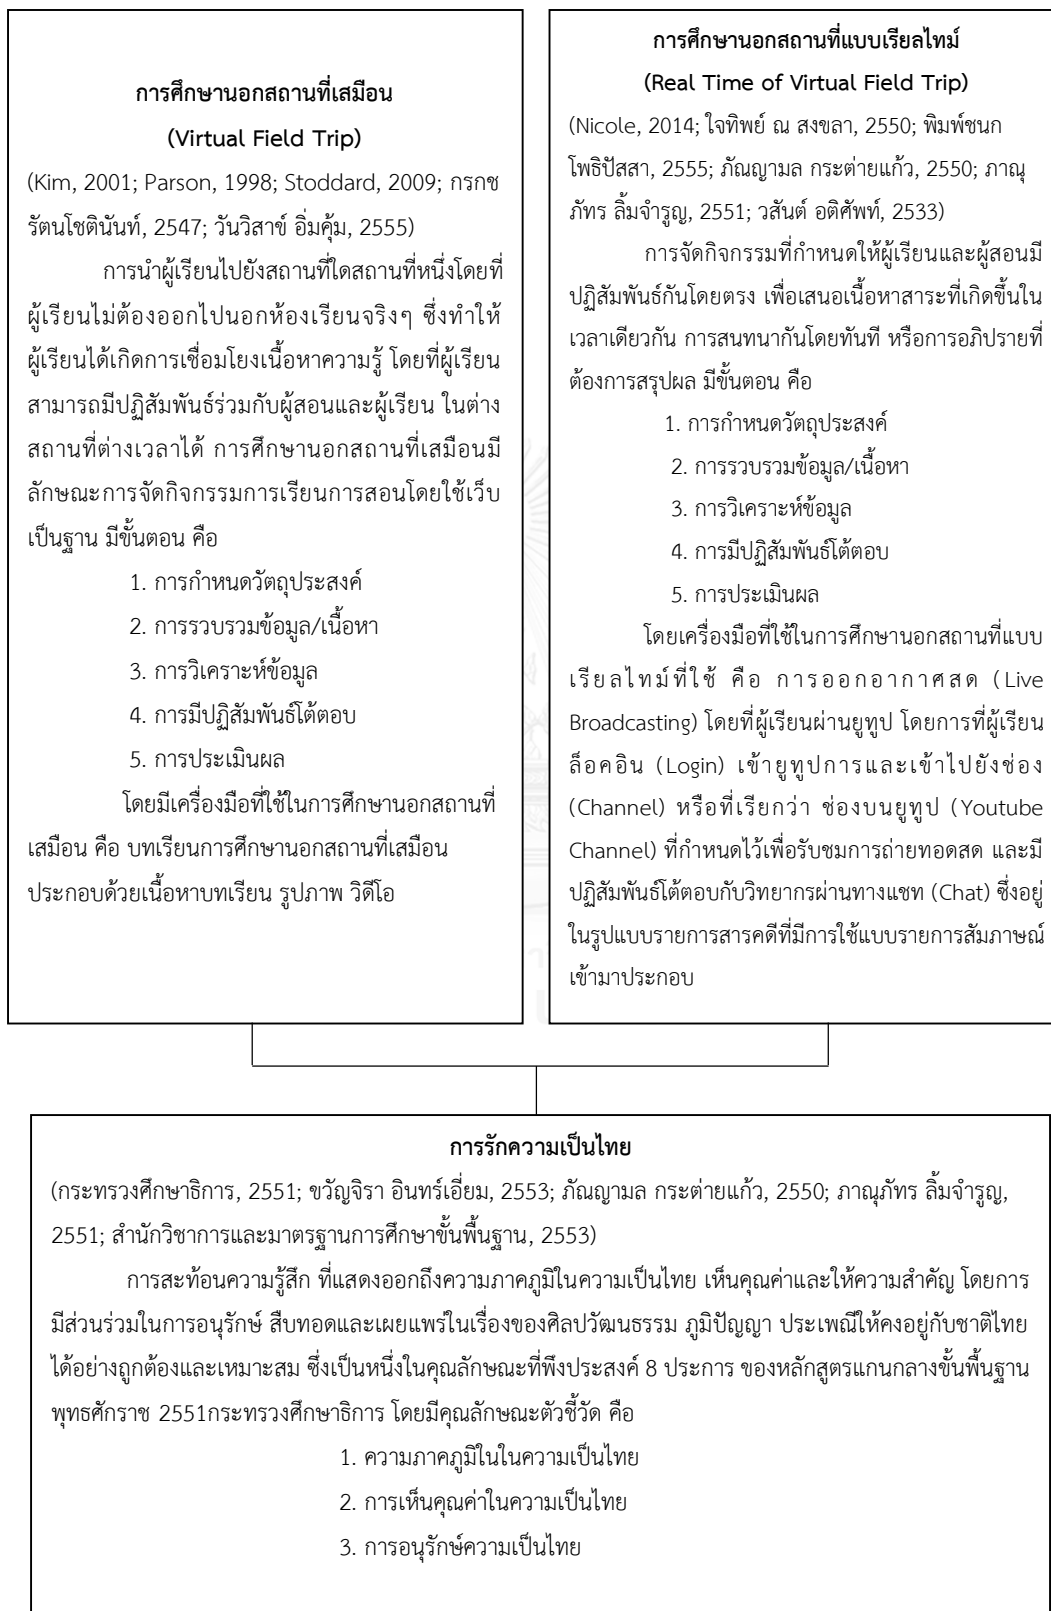 การศึกษานอกสถานที่เสมือน
(Virtual Field Trip)
(Kim, 2001; Parson, 1998; Stoddard, 2009; กรกช
รัตนโชตินันท์, 2547; วันวิสาข์ อิ่มคุ้ม, 2555)
การนำผู้เรียนไปยังสถานที่ใดสถานที่หนึ่งโดยที่
ผู้เรียนไม่ต้องออกไปนอกห้องเรียนจริงๆ ซึ่งทำให้
ผู้เรียนได้เกิดการเชื่อมโยงเนื้อหาความรู้ โดยที่ผู้เรียน
สามารถมีปฏิสัมพันธ์ร่วมกับผู้สอนและผู้เรียน ในต่าง
สถานที่ต่างเวลาได้ การศึกษานอกสถานที่เสมือนมี
ลักษณะการจัดกิจกรรมการเรียนการสอนโดยใช้เว็บ
เป็นฐาน มีขั้นตอน คือ
1. การกำหนดวัตถุประสงค์
2. การรวบรวมข้อมูล/เนื้อหา
3. การวิเคราะห์ข้อมูล
4. การมีปฏิสัมพันธ์โต้ตอบ
5. การประเมินผล
โดยมีเครื่องมือที่ใช้ในการศึกษานอกสถานที่
เสมือน คือ บทเรียนการศึกษานอกสถานที่เสมือน
ประกอบด้วยเนื้อหาบทเรียน รูปภาพ วิดีโอ
การศึกษานอกสถานที่แบบเรียลไทม์
(Real Time of Virtual Field Trip)
(Nicole, 2014; ใจทิพย์ ณ สงขลา, 2550; พิมพ์ชนก
โพธิปัสสา, 2555; ภัณญามล กระต่ายแก้ว, 2550; ภาณุ
ภัทร ลิ้มจำรูญ, 2551; วสันต์ อติศัพท์, 2533)
การจัดกิจกรรมที่กำหนดให้ผู้เรียนและผู้สอนมี
ปฏิสัมพันธ์กันโดยตรง เพื่อเสนอเนื้อหาสาระที่เกิดขึ้นใน
เวลาเดียวกัน การสนทนากันโดยทันที หรือการอภิปรายที่
ต้องการสรุปผล มีขั้นตอน คือ
1. การกำหนดวัตถุประสงค์
2. การรวบรวมข้อมูล/เนื้อหา
3. การวิเคราะห์ข้อมูล
4. การมีปฏิสัมพันธ์โต้ตอบ
5. การประเมินผล
โดยเครื่องมือที่ใช้ในการศึกษานอกสถานที่แบบ
เรียลไทม์ที่ใช้ คือ การออกอากาศสด (Live
Broadcasting) โดยที่ผู้เรียนผ่านยูทูป โดยการที่ผู้เรียน
ล็อคอิน (Login) เข้ายูทูปการและเข้าไปยังช่อง
(Channel) หรือที่เรียกว่า ช่องบนยูทูป (Youtube
Channel) ที่กำหนดไว้เพื่อรับชมการถ่ายทอดสด และมี
ปฏิสัมพันธ์โต้ตอบกับวิทยากรผ่านทางแชท (Chat) ซึ่งอยู่
ในรูปแบบรายการสารคดีที่มีการใช้แบบรายการสัมภาษณ์
เข้ามาประกอบ
การรักความเป็นไทย
(กระทรวงศึกษาธิการ, 2551; ขวัญจิรา อินทร์เอี่ยม, 2553; ภัณญามล กระต่ายแก้ว, 2550; ภาณุภัทร ลิ้มจำรูญ,
2551; สำนักวิชาการและมาตรฐานการศึกษาขั้นพื้นฐาน, 2553)
การสะท้อนความรู้สึก ที่แสดงออกถึงความภาคภูมิในความเป็นไทย เห็นคุณค่าและให้ความสำคัญ โดยการ
มีส่วนร่วมในการอนุรักษ์ สืบทอดและเผยแพร่ในเรื่องของศิลปวัฒนธรรม ภูมิปัญญา ประเพณีให้คงอยู่กับชาติไทย
ได้อย่างถูกต้องและเหมาะสม ซึ่งเป็นหนึ่งในคุณลักษณะที่พึงประสงค์ 8 ประการ ของหลักสูตรแกนกลางขั้นพื้นฐาน
พุทธศักราช 2551กระทรวงศึกษาธิการ โดยมีคุณลักษณะตัวชี้วัด คือ
1. ความภาคภูมิในในความเป็นไทย
2. การเห็นคุณค่าในความเป็นไทย
3. การอนุรักษ์ความเป็นไทย